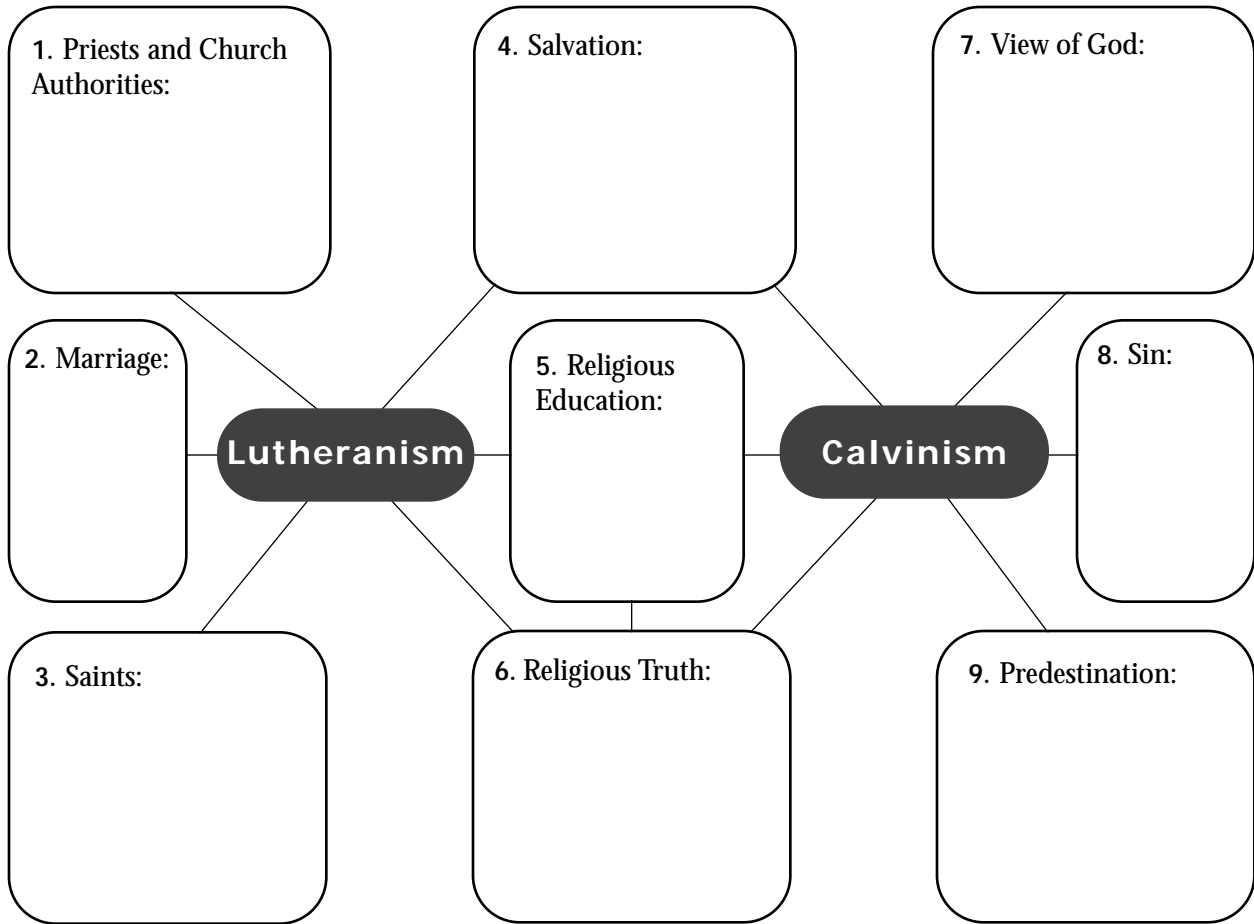 1. Priests and Church
Authorities:
4. Salvation:
7. View of God:
2. Marriage:
5. Religious
Education:
8. Sin:
Lutheranism
Calvinism
3. Saints:
6. Religious Truth:
9. Predestination: